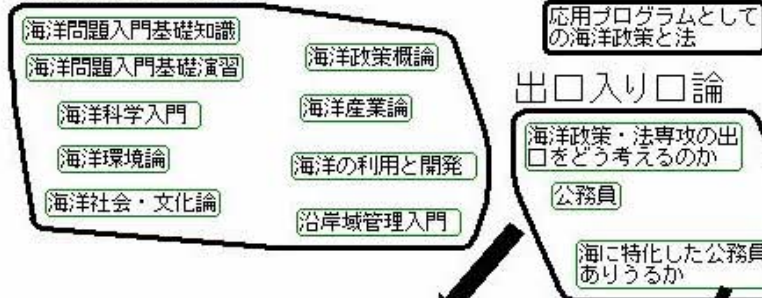 海洋問題入門基礎知識
海洋問題入門基礎演習
海洋科学入門
海洋環境論
海洋社会・文化論
海洋政策概論
海洋産業論
海洋の利用と開発
沿岸域管理入門
応用プログラムとして
の海洋政策と法
出口入り口論
海洋政策・法専攻の出
口をどう考えるのか
公務員
海に特化した公務員
ありうるか